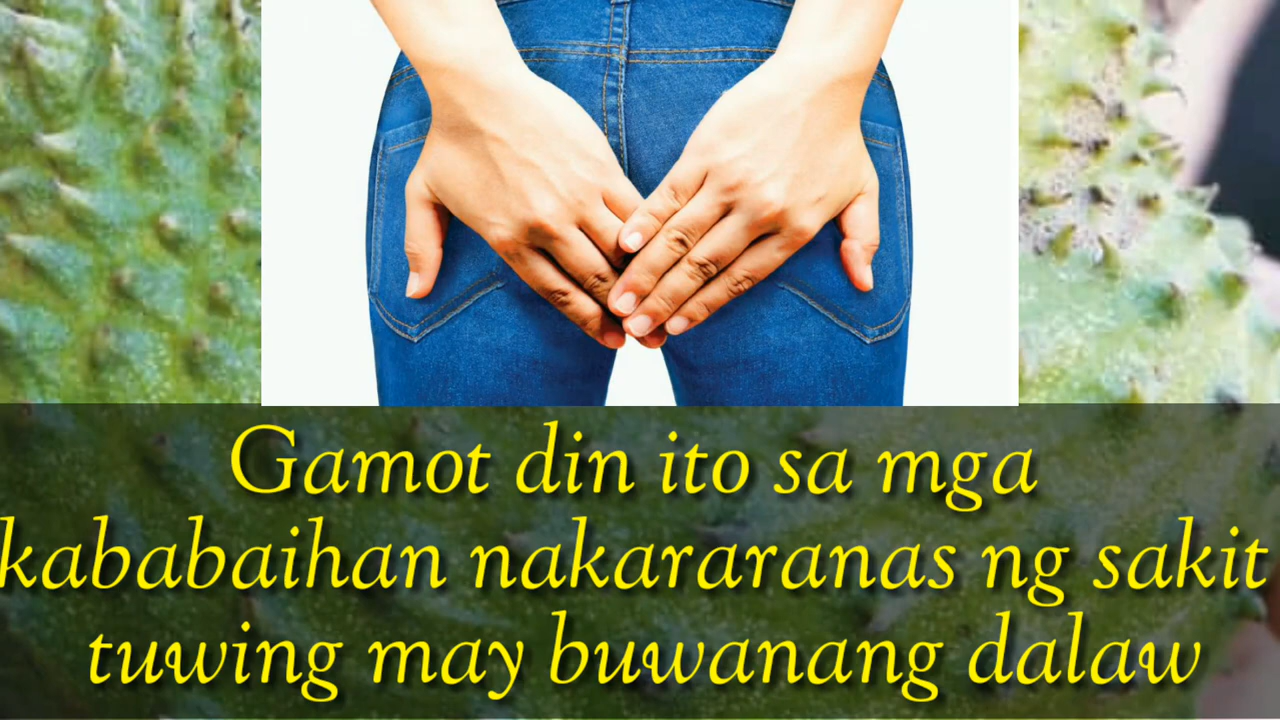 Gamot din ito sa mga
kababaihan nakararanas ng sakit
tuwing may buwanang dalaw